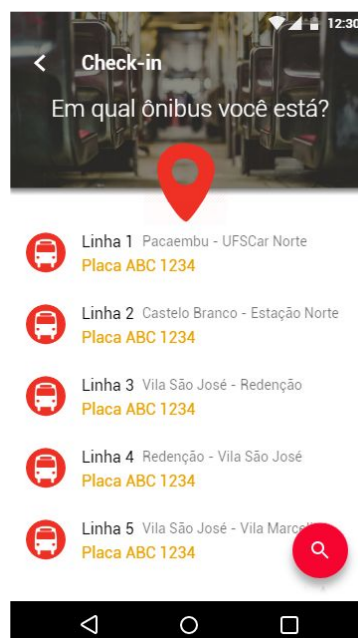 12:30
Check-in
Em qual ônibus você está?
Linha 1 Pacaembu - UFSCar Norte
Placa ABC 1234
Linha 2 Castelo Branco - Estação Norte
Placa ABC 1234
Linha 3 Vila São José - Redenção
Placa ABC 1234
Linha 4 Redenção - Vila São José
Placa ABC 1234
Linha 5 Vila São José - Vila
Placa ABC 1234